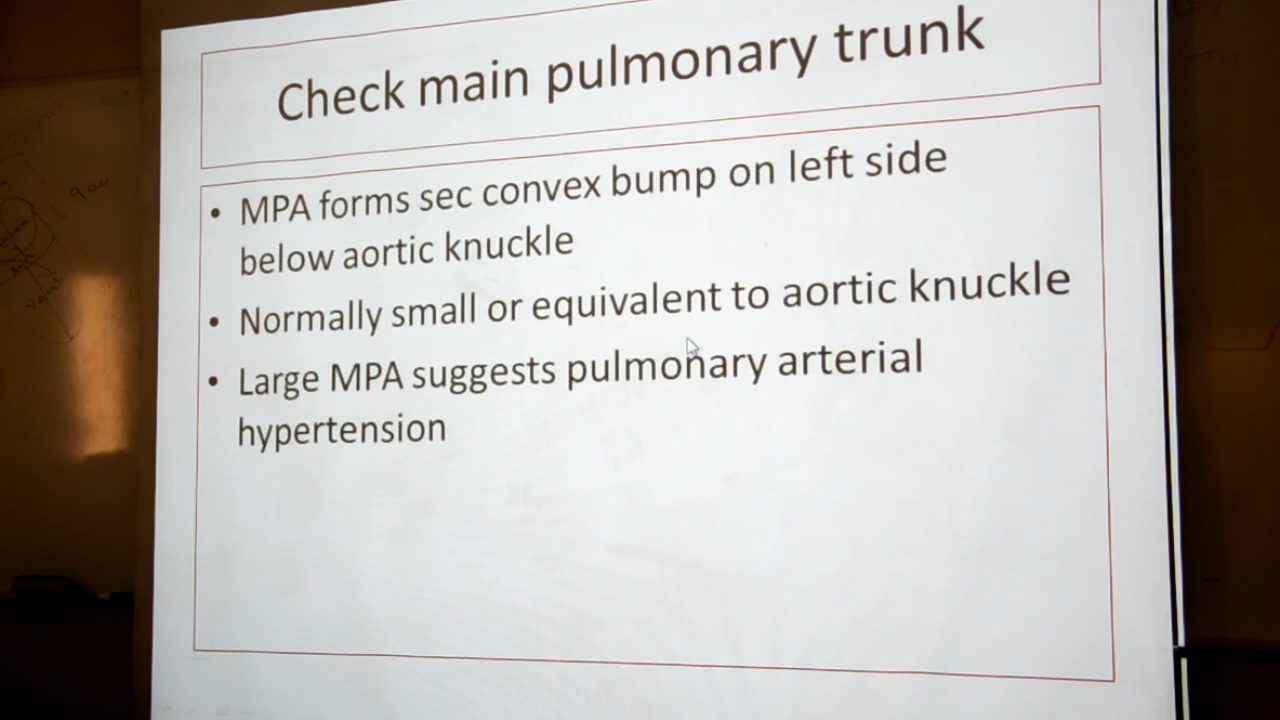 Check main pulmonary trunk
• MPA forms sec convex bump on left side
below aortic knuckle
• Normally small or equivalent to aortic knuckle
• Large MPA suggests pulmonary arterial
hypertension